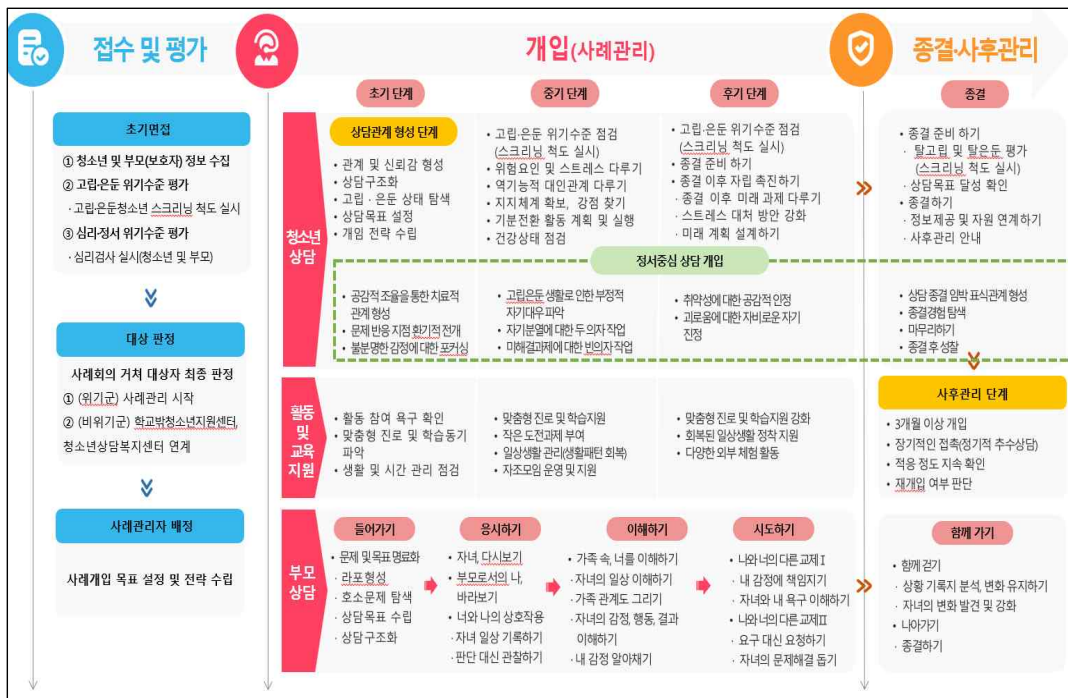 접수 및 평가
초기면접
① 청소년 및 부모(보호자) 정보 수집
② 고립·은둔 위기수준 평가
· 고립·은둔청소년 스크리닝 척도 실시
③ 심리·정서 위기수준 평가
· 심리검사 실시(청소년 및 부모)
대상 판정
사례회의 거쳐 대상자 최종 판정
① (위기군) 사례관리 시작
② (비위기군) 학교밖청소년지원센터,
청소년상담복지센터 연계
사례관리자 배정
사례개입 목표 설정 및 전략 수립
개입(사례관리)
청소년
상담
초기 단계
상담관계 형성 단계
• 관계 및 신뢰감 형성
• 상담구조화
• 고립 · 은둔 상태 탐색
• 상담목표 설정
• 개입 전략 수립
중기 단계
• 고립·은둔 위기수준 점검
(스크리닝 척도 실시)
• 위험요인 및 스트레스 다루기
• 역기능적 대인관계 다루기
• 지지체계 확보, 강점 찾기
• 기분전환 활동 계획 및 실행
• 건강상태 점검
후기 단계
• 고립·은둔 위기수준 점검
(스크리닝 척도 실시)
• 종결 준비 하기
• 종결 이후 자립 촉진하기
· 종결 이후 미래 과제 다루기
· 스트레스 대처 방안 강화
· 미래 계획 설계하기
정서중심 상담 개입
• 공감적 조율을 통한 치료적
관계 형성
• 문제 반응 지점 환기적 전개
• 불분명한 감정에 대한 포커싱
• 고립은둔 생활로 인한 부정적
자기대우 파악
• 자기분열에 대한 두 의자 작업
• 미해결과제에 대한 빈의자 작업
• 취약성에 대한 공감적 인정
• 괴로움에 대한 자비로운 자기
진정
활동
및
교육
지원
• 활동 참여 욕구 확인
• 맞춤형 진로 및 학습동기
파악
• 생활 및 시간 관리 점검
• 맞춤형 진로 및 학습지원
• 작은 도전과제 부여
• 일상생활 관리(생활패턴 회복)
• 자조모임 운영 및 지원
• 맞춤형 진로 및 학습지원 강화
• 회복된 일상생활 정착 지원
• 다양한 외부 체험 활동
부모
상담
들어가기
• 문제 및 목표 명료화
• 라포형성
• 호소문제 탐색
• 상담목표 수립
• 상담구조화
응시하기
• 자녀, 다시보기
• 부모로서의 나,
바라보기
• 너와 나의 상호작용
· 자녀 일상 기록하기
· 판단 대신 관찰하기
이해하기
• 가족 속, 너를 이해하기
· 자녀의 일상 이해하기
· 가족 관계도 그리기
· 자녀의 감정, 행동, 결과
이해하기
· 내 감정 알아채기
시도하기
• 나와 너의 다른 교제 I
· 내 감정에 책임지기
· 자녀와 내 욕구 이해하기
• 나와 너의 다른 교제 II
· 요구 대신 요청하기
· 자녀의 문제해결 돕기
종결·사후관리
종결
• 종결 준비 하기
· 탈고립 및 탈은둔 평가
(스크리닝 척도 실시)
· 상담목표 달성 확인
• 종결하기
· 정보제공 및 자원 연계하기
· 사후관리 안내
• 상담 종결 임박 표식관계 형성
• 종결경험 탐색
• 마무리하기
• 종결 후 성찰
사후관리 단계
• 3개월 이상 개입
• 장기적인 접촉(정기적 추수상담)
• 적응 정도 지속 확인
• 재개입 여부 판단
함께 가기
• 함께 걷기
· 상황 기록지 분석, 변화 유지하기
· 자녀의 변화 발견 및 강화
• 나아가기
· 종결하기